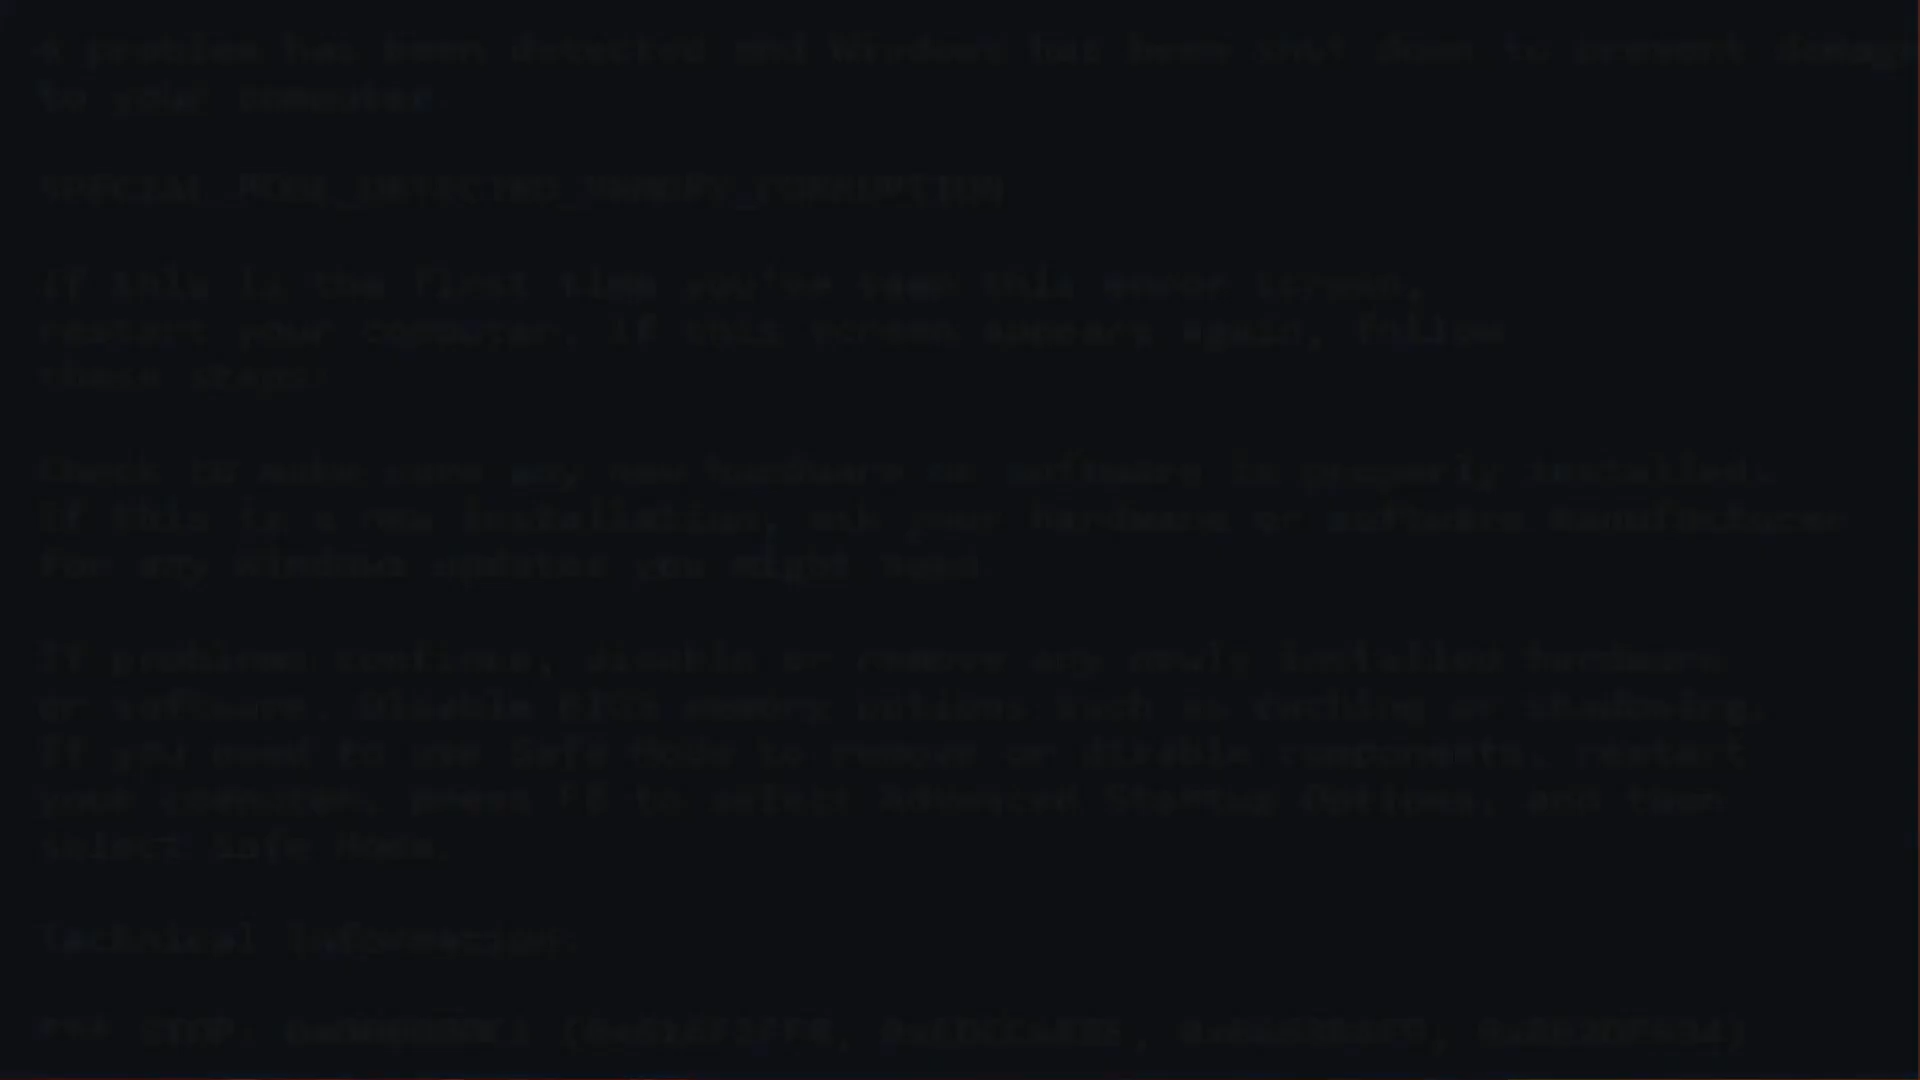 A problem has been detected and Windows has been shut down to prevent damage
to your computer.
SPECIAL_POOL_DETECTED_MEMORY_CORRUPTION
If this is the first time you've seen this error screen,
restart your computer. If this screen appears again, follow
these steps:
Check to make sure any new hardware or software is properly installed.
If this is a new installation, ask your hardware or software manufacturer
for any windows updates you might need.
If problems continue, disable or remove any newly installed hardware
or software. Disable BIOS memory options such as caching or shadowing.
If you need to use Safe Mode to remove or disable components, restart
your computer, press F8 to select Advanced Startup Options, and then
select Safe Mode.
Technical information:
*** STOP: